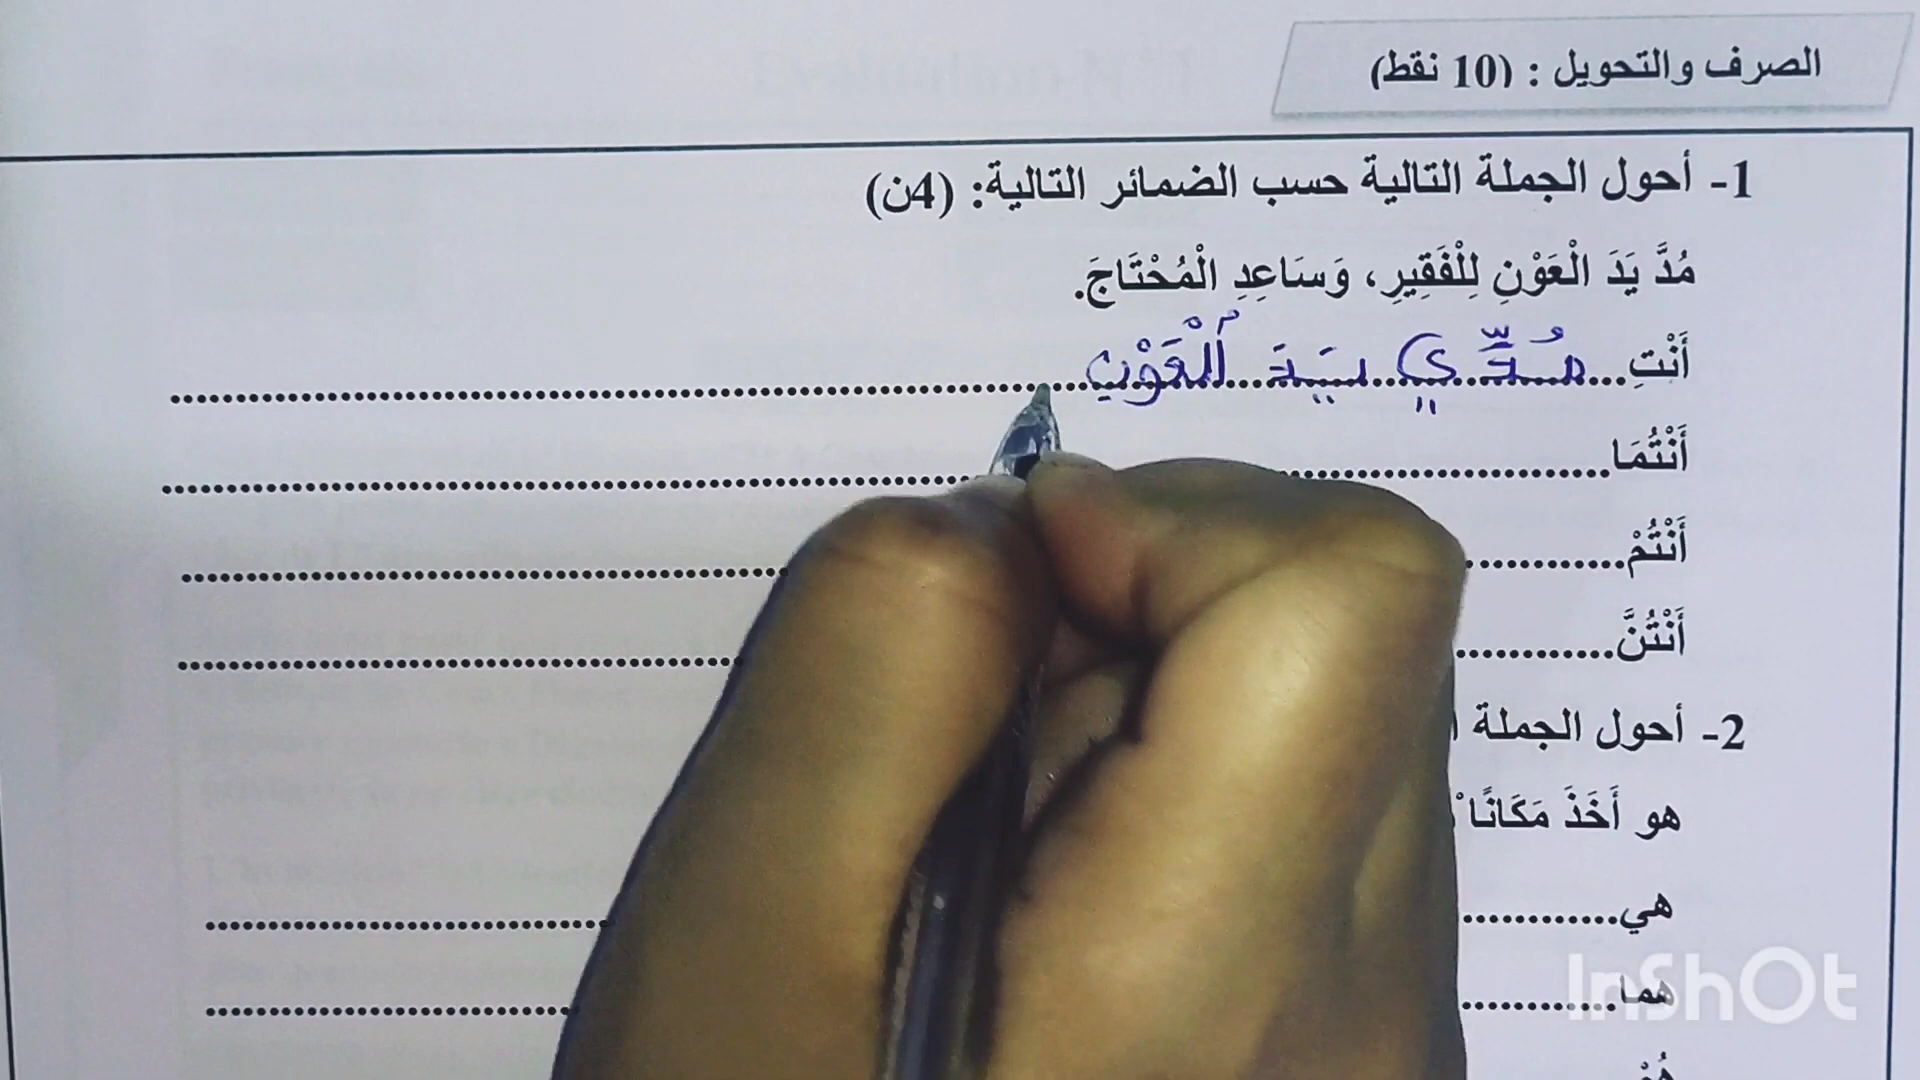 الصرف والتحويل : (10 نقط)
1- أحول الجملة التالية حسب الضمائر التالية: (4ن)
مُدَّ يَدَ الْعَوْنِ لِلْفَقِيرِ، وَسَاعِدِ الْمُحْتَاجَ.
أَنْتِ...مُدِّي يَدَ الْعَوْنِ...
أَنْتُمَا...
أَنْتُمْ...
أَنْتُنَّ...
2- أحول الجملة
هو أَخَذَ مَكَانًا
هي...
هما...
InShOt